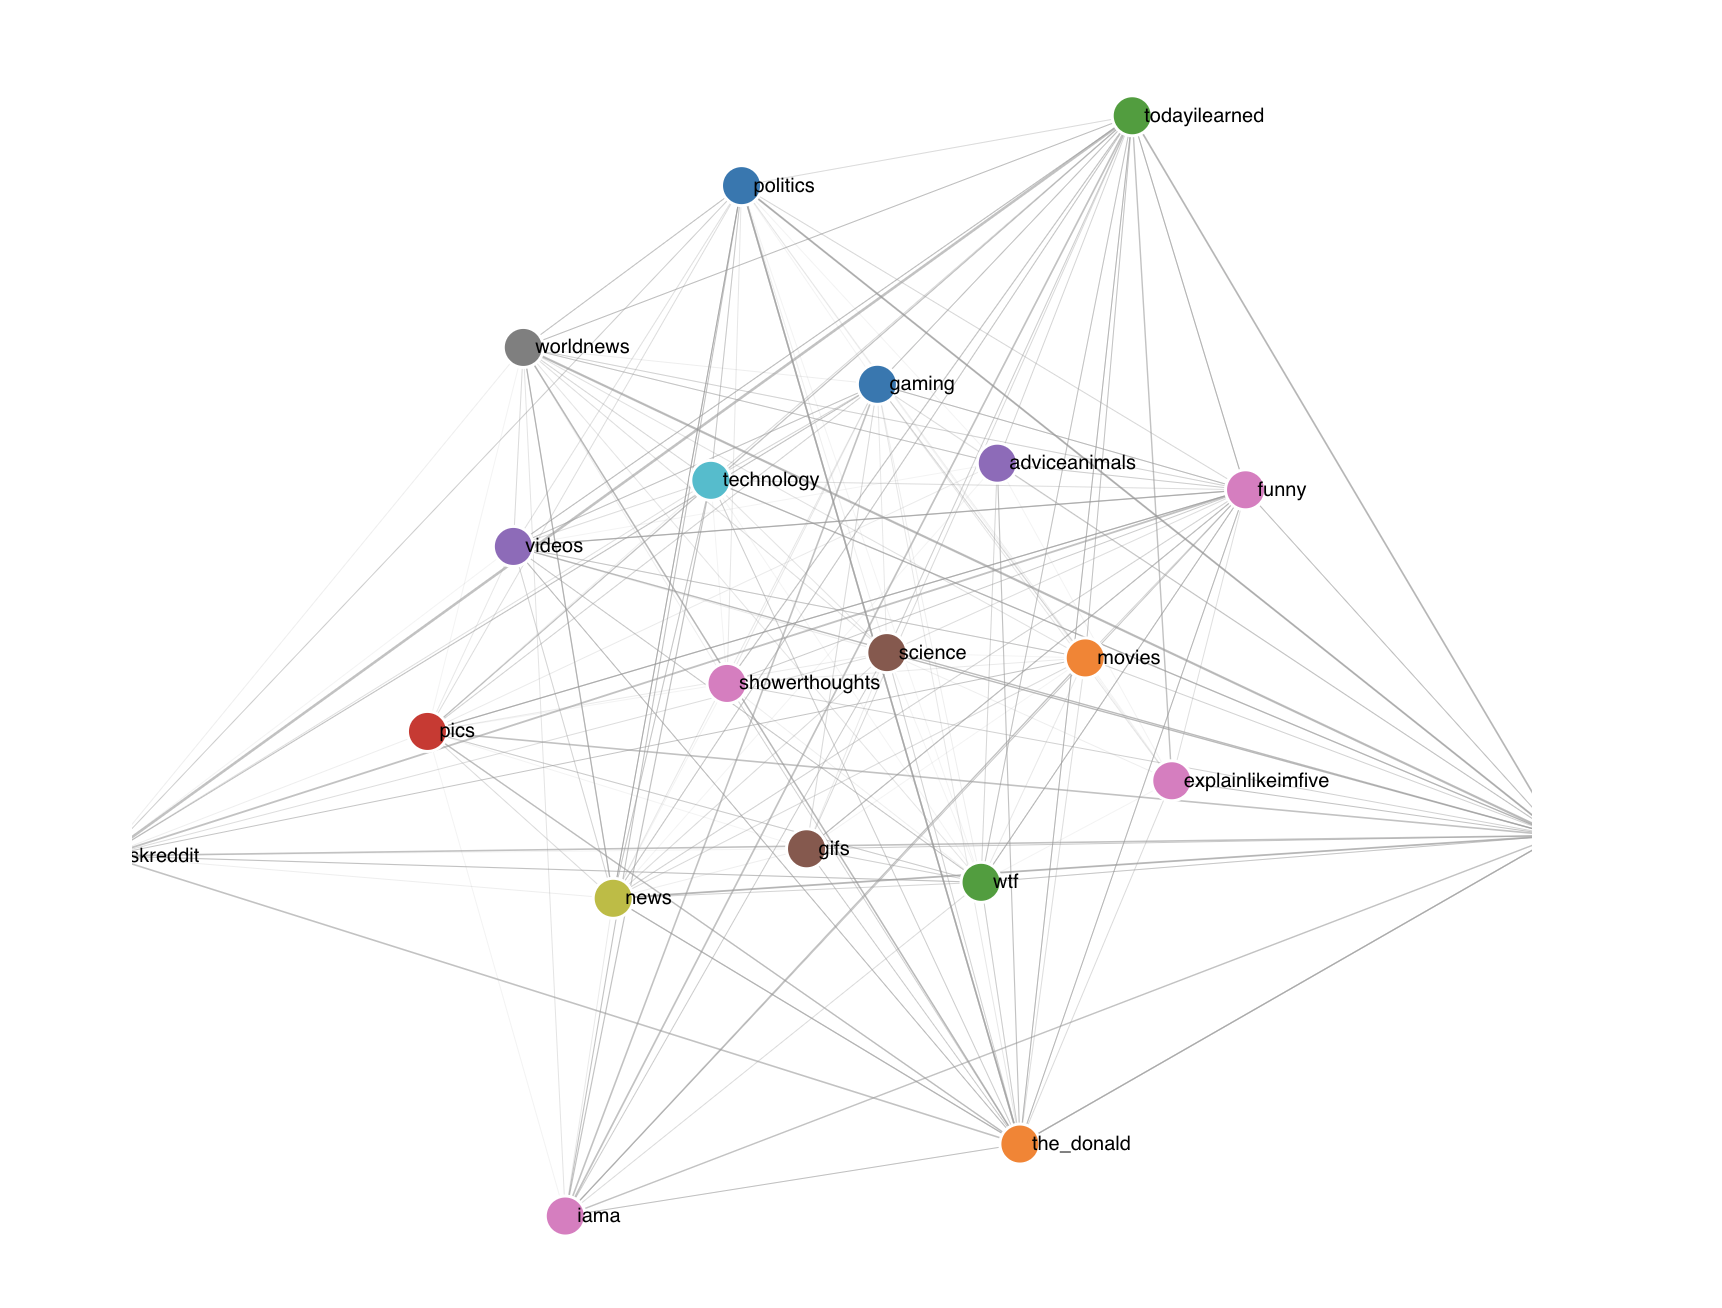 todayilearned
politics
worldnews
gaming
adviceanimals
technology
funny
videos
science
movies
showerthoughts
pics
explainlikeimfive
gifs
skreddit
wtf
news
the_donald
iama